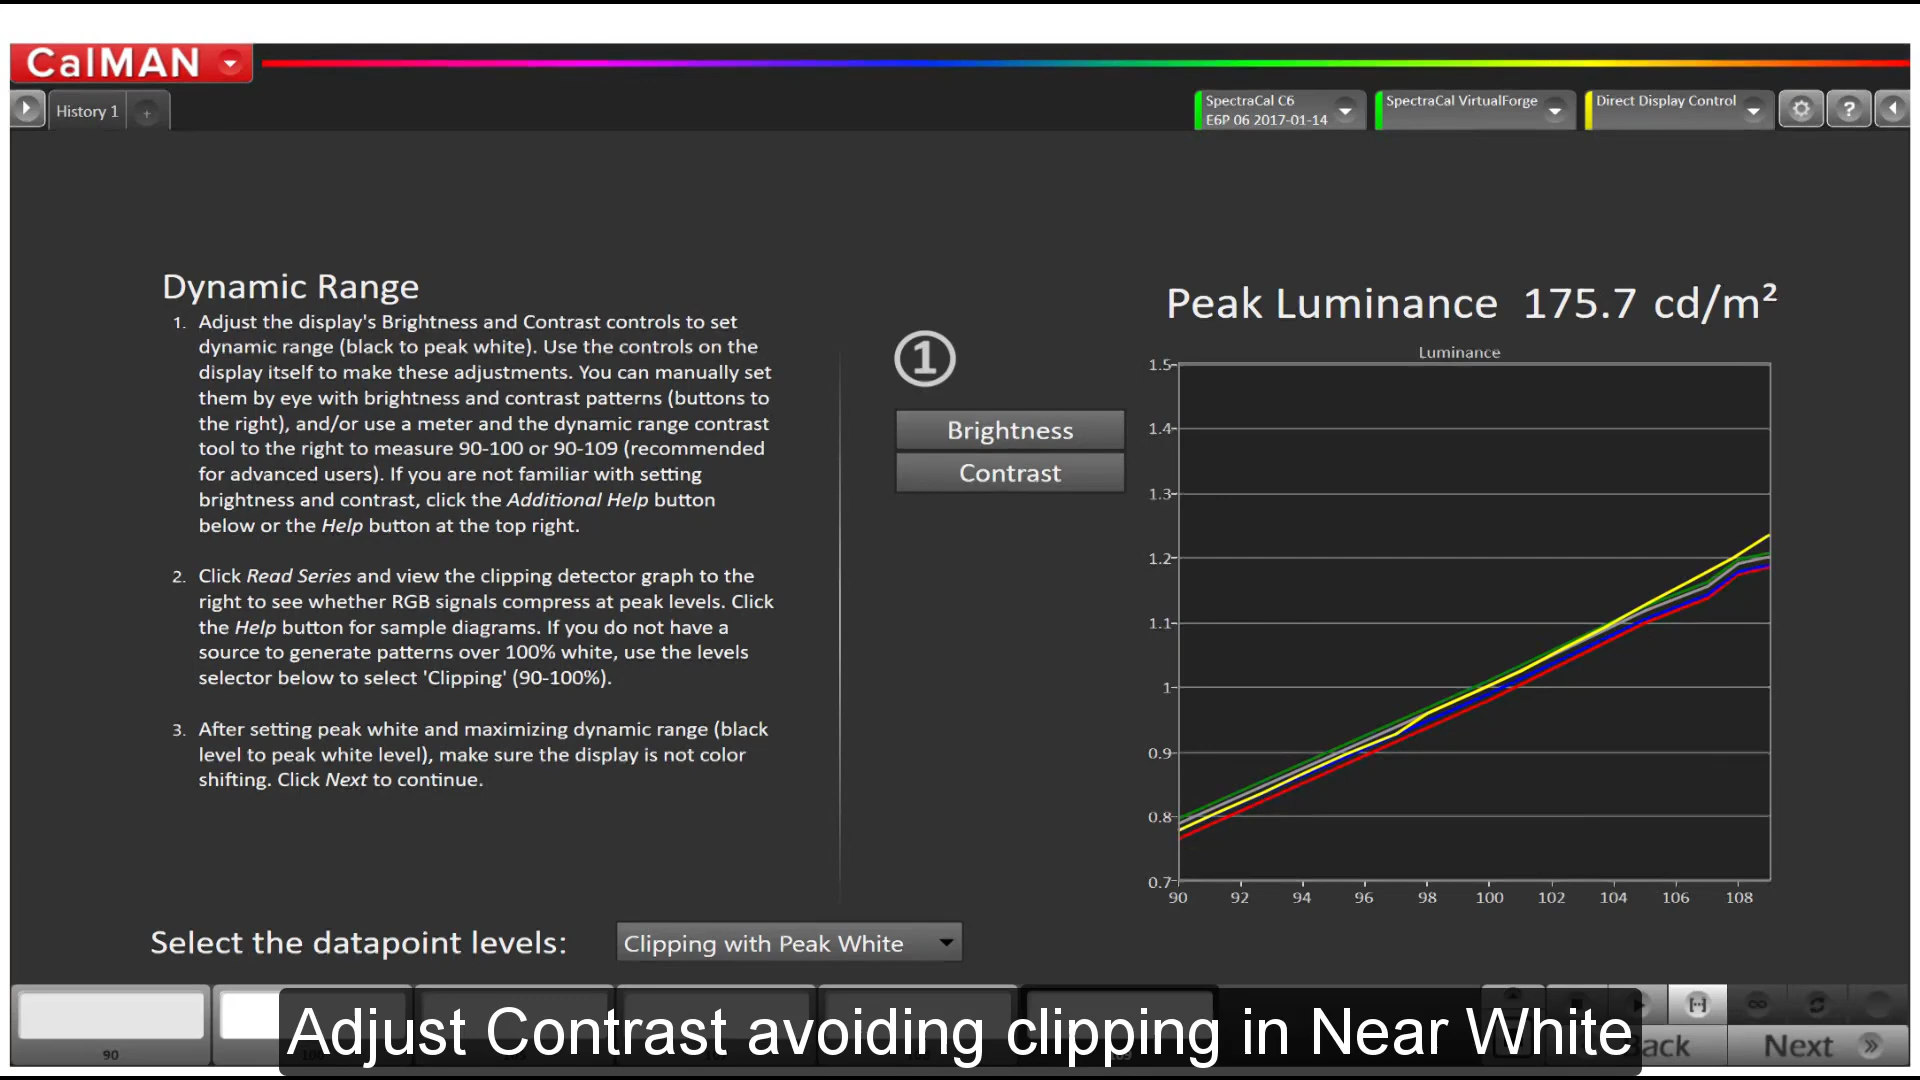 CalMAN
History 1
+
SpectraCal C6
E6P 06 2017-01-14
SpectraCal VirtualForge
Direct Display Control
?
Dynamic Range
1. Adjust the display's Brightness and Contrast controls to set
dynamic range (black to peak white). Use the controls on the
display itself to make these adjustments. You can manually set
them by eye with brightness and contrast patterns (buttons to
the right), and/or use a meter and the dynamic range contrast
tool to the right to measure 90-100 or 90-109 (recommended
for advanced users). If you are not familiar with setting
brightness and contrast, click the Additional Help button
below or the Help button at the top right.
2. Click Read Series and view the clipping detector graph to the
right to see whether RGB signals compress at peak levels. Click
the Help button for sample diagrams. If you do not have a
source to generate patterns over 100% white, use the levels
selector below to select 'Clipping' (90-100%).
3. After setting peak white and maximizing dynamic range (black
level to peak white level), make sure the display is not color
shifting. Click Next to continue.
1
Brightness
Contrast
Peak Luminance 175.7 cd/m²
Luminance
1.5
1.4
1.3
1.2
1.1
1
0.9
0.8
0.7
90 92 94 96 98 100 102 104 106 108
Select the datapoint levels:
Clipping with Peak White
90
Adjust Contrast avoiding clipping in Near White
Next